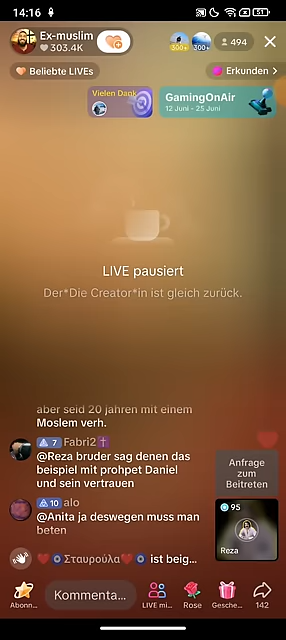 14:16
51
Ex-muslim
303.4K
300+
300+
494
Beliebte LIVEs
Erkunden >
Vielen Dank
GamingOnAir
12 Juni - 25 Juni
LIVE pausiert
Der*Die Creator*in ist gleich zurück.
aber seid 20 jahren mit einem
Moslem verh.
7 Fabri2
@Reza bruder sag denen das
beispiel mit prohpet Daniel
und sein vertrauen
Anfrage
zum
Beitreten
10 alo
@Anita ja deswegen muss man
beten
95
Reza
Σταυρούλα ist beig...
Abonn...
Kommenta...
LIVE mi...
Rose
Gesche...
142